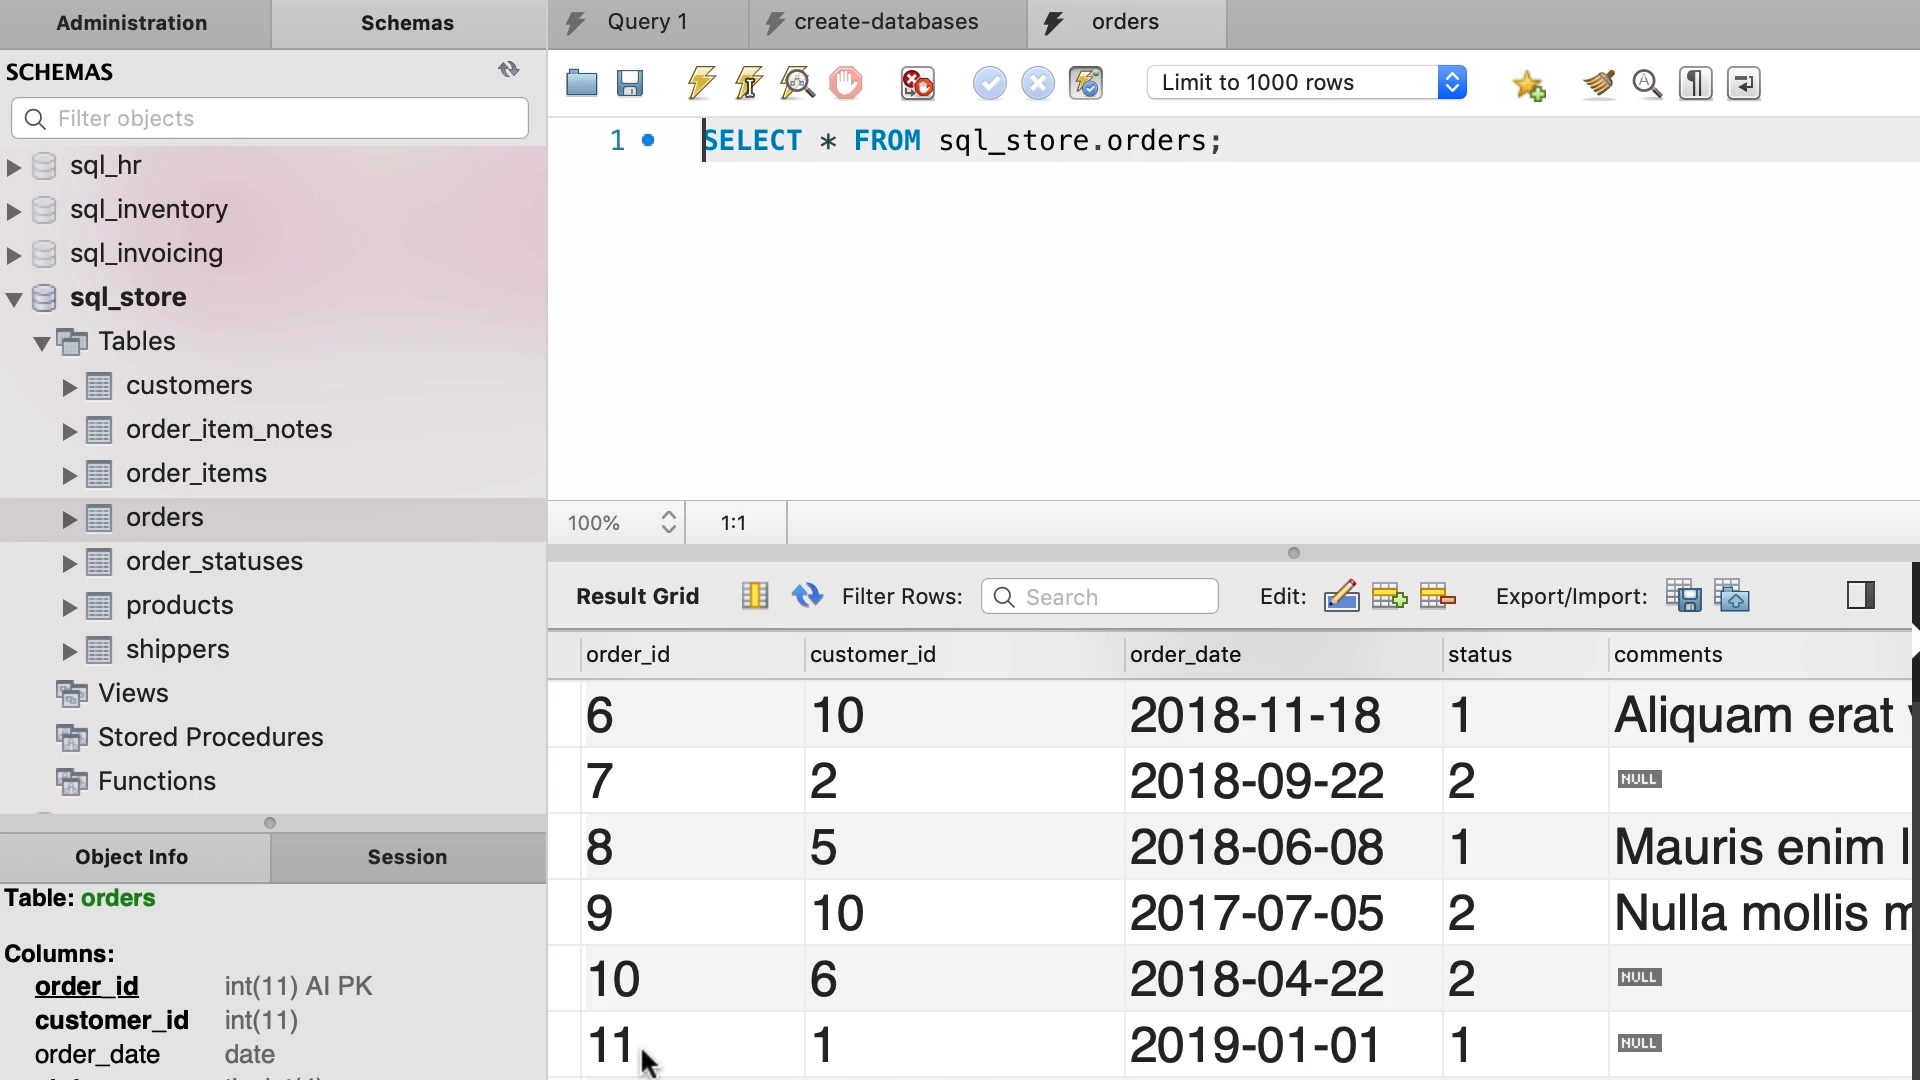 Administration
Schemas
Query 1
create-databases
orders
SCHEMAS
Filter objects
Limit to 1000 rows
1
SELECT * FROM sql_store.orders;
sql_hr
sql_inventory
sql_invoicing
sql_store
Tables
customers
order_item_notes
order_items
orders
order_statuses
products
shippers
Views
Stored Procedures
Functions
100%
1:1
Result Grid
Filter Rows:
Search
Edit:
Export/Import:
order_id customer_id order_date status comments
6 10 2018-11-18 1 Aliquam erat
7 2 2018-09-22 2 NULL
8 5 2018-06-08 1 Mauris enim
9 10 2017-07-05 2 Nulla mollis
10 6 2018-04-22 2 NULL
11 1 2019-01-01 1 NULL
Object Info
Session
Table: orders
Columns:
order_id int(11) AI PK
customer_id int(11)
order_date date